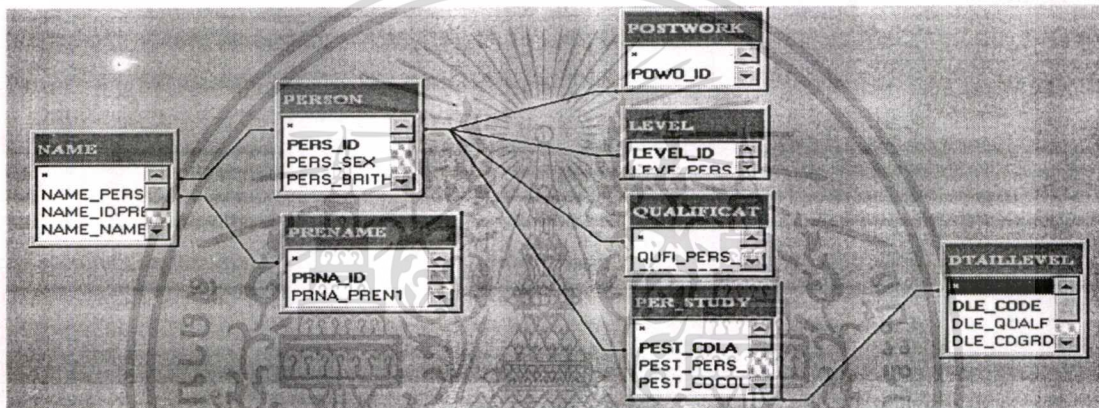 NAME
*
NAME_PERS
NAME_IDPRE
NAME_NAME
PERSON
*
PERS_ID
PERS_SEX
PERS_BRITH
PRENAME
*
PRNA_ID
PRNA_PREN1
POSTWORK
*
POWO_ID
LEVEL
LEVEL_ID
LEVE_PERS
QUALIFICAT
*
QUFI_PERS_
PER_STUDY
*
PEST_CDLA
PEST_PERS_
PEST_CDCOL
DTAILLEVEL
*
DLE_CODE
DLE_QUALF
DLE_CDGRD